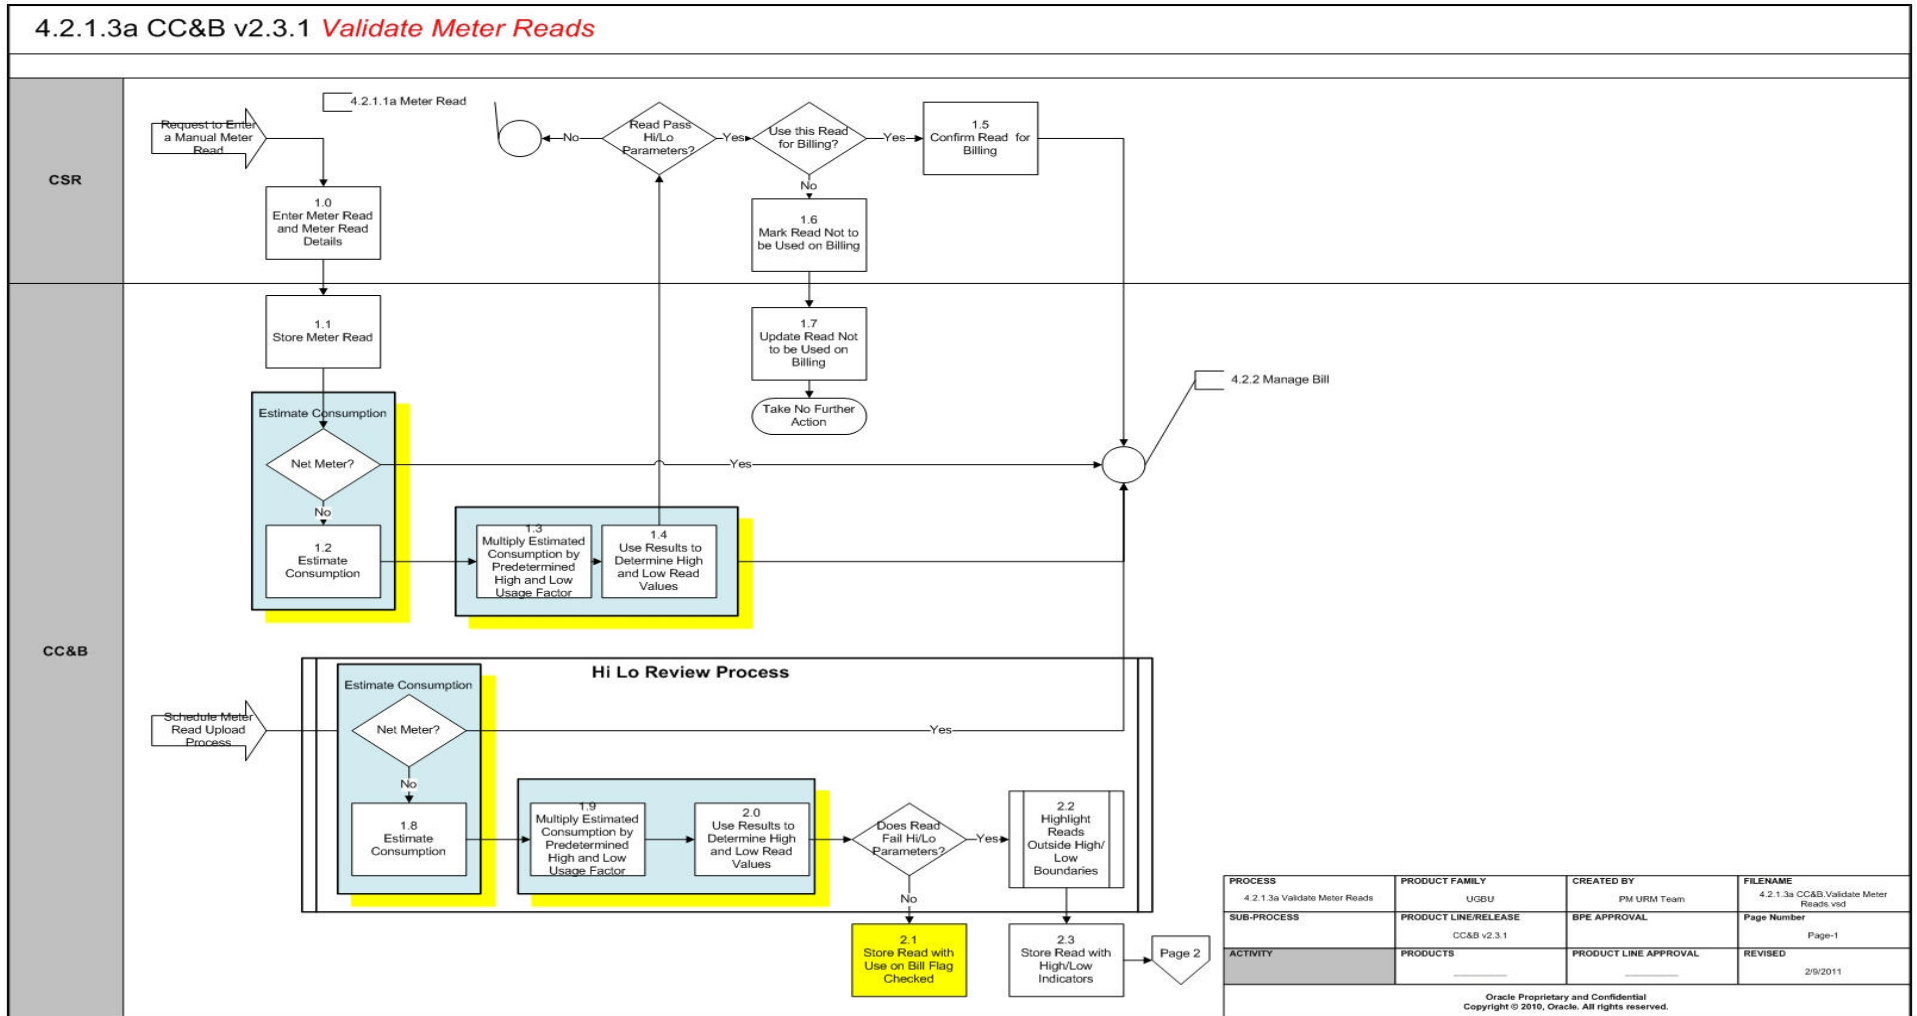 4.2.1.3a CC&B v2.3.1 Validate Meter Reads
CSR
Request to Enter
a Manual Meter
Read
4.2.1.1a Meter Read
1.0
Enter Meter Read
and Meter Read
Details
No
Read Pass
Hi/Lo
Parameters?
Yes
Use this Read
for Billing?
Yes
1.5
Confirm Read for
Billing
No
1.6
Mark Read Not to
be Used on Billing
CC&B
1.1
Store Meter Read
1.7
Update Read Not
to be Used on
Billing
Take No Further
Action
4.2.2 Manage Bill
Estimate Consumption
Net Meter?
Yes
No
1.2
Estimate
Consumption
1.3
Multiply Estimated
Consumption by
Predetermined
High and Low
Usage Factor
1.4
Use Results to
Determine High
and Low Read
Values
Hi Lo Review Process
Schedule Meter
Read Upload
Process
Estimate Consumption
Net Meter?
Yes
No
1.8
Estimate
Consumption
1.9
Multiply Estimated
Consumption by
Predetermined
High and Low
Usage Factor
2.0
Use Results to
Determine High
and Low Read
Values
Does Read
Fail Hi/Lo
Parameters?
Yes
2.2
Highlight
Reads
Outside High/
Low
Boundaries
No
2.1
Store Read with
Use on Bill Flag
Checked
2.3
Store Read with
High/Low
Indicators
Page 2
PROCESS
4.2.1.3a Validate Meter Reads
PRODUCT FAMILY
UGBU
CREATED BY
PM URM Team
FILENAME
4.2.1.3a CC&B.Validate Meter
Reads.vsd
SUB-PROCESS
PRODUCT LINE/RELEASE
CC&B v2.3.1
BPE APPROVAL
Page Number
Page-1
ACTIVITY
PRODUCTS
PRODUCT LINE APPROVAL
REVISED
2/9/2011
Oracle Proprietary and Confidential
Copyright © 2010, Oracle. All rights reserved.